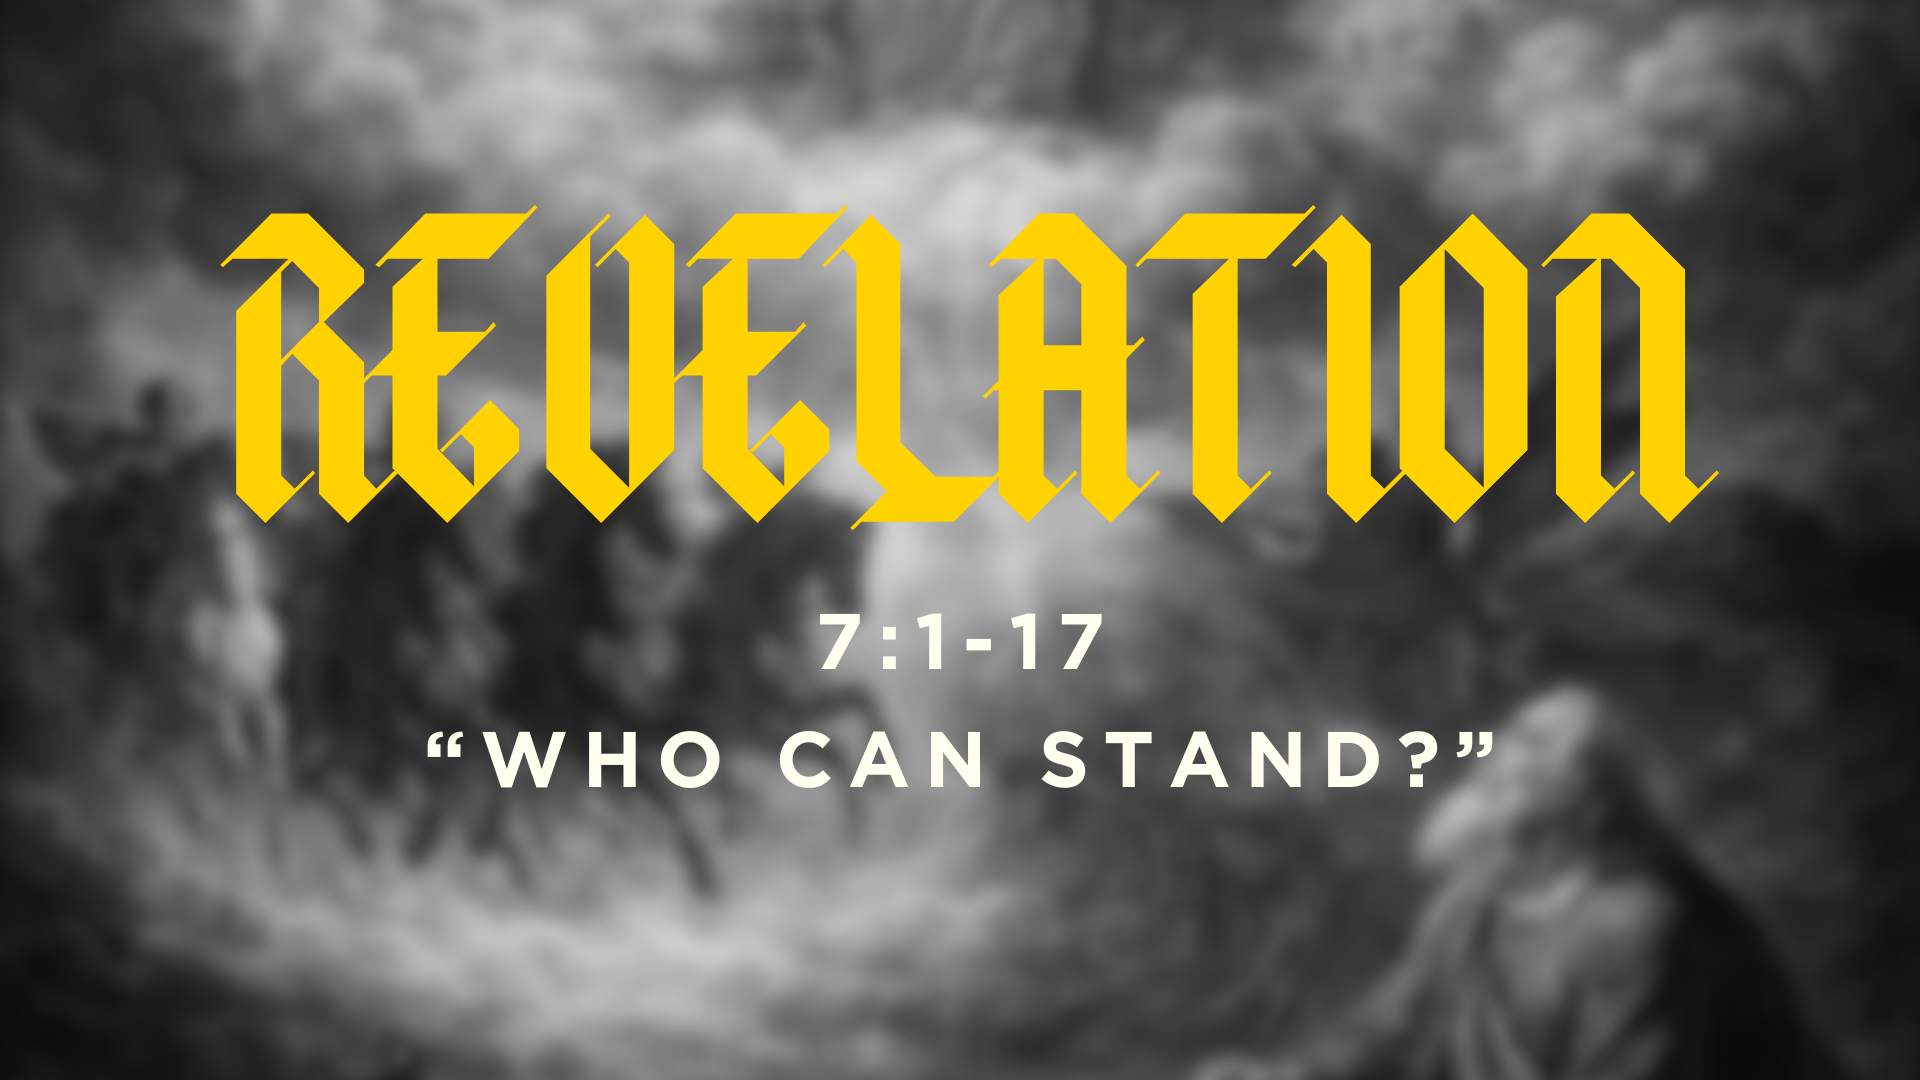 REVELATION
7:1-17
“WHO CAN STAND?”